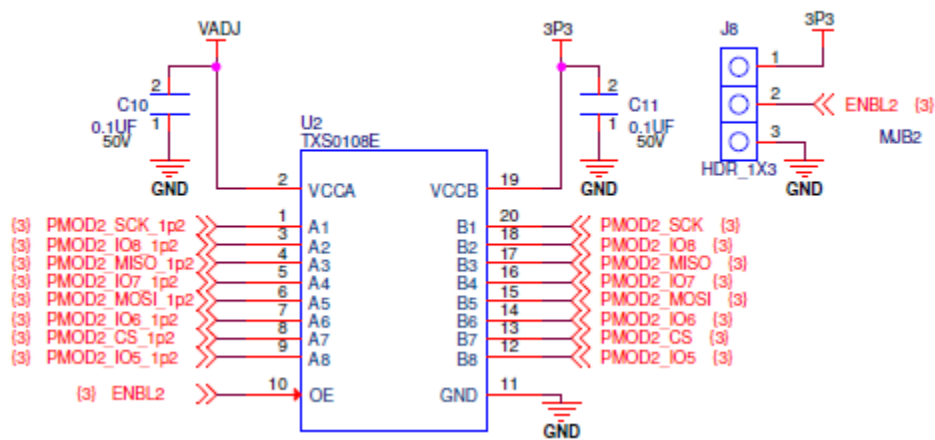 VADJ
3P3
3P3
J8
2
C10
1
0.1UF
50V
GND
U2
TXS0108E
2
C11
1
0.1UF
50V
GND
1
2
ENBL2 {3}
3
MJB2
HDR_1X3
GND
2 VCCA VCCB 19
{3} PMOD2_SCK_1p2 1 A1 B1 20 PMOD2_SCK {3}
{3} PMOD2_IO8_1p2 3 A2 B2 18 PMOD2_IO8 {3}
{3} PMOD2_MISO_1p2 4 A3 B3 17 PMOD2_MISO {3}
{3} PMOD2_IO7_1p2 5 A4 B4 16 PMOD2_IO7 {3}
{3} PMOD2_MOSI_1p2 6 A5 B5 15 PMOD2_MOSI {3}
{3} PMOD2_IO6_1p2 7 A6 B6 14 PMOD2_IO6 {3}
{3} PMOD2_CS_1p2 8 A7 B7 13 PMOD2_CS {3}
{3} PMOD2_IO5_1p2 9 A8 B8 12 PMOD2_IO5 {3}
{3} ENBL2 10 OE GND 11
GND